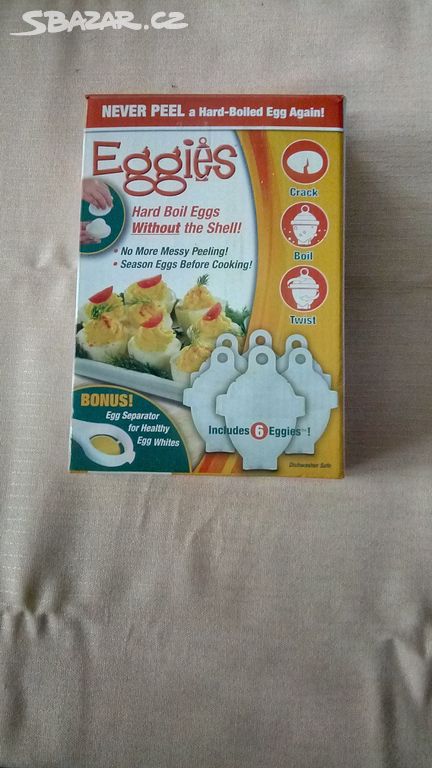 SBAZAR.CZ
NEVER PEEL a Hard-Boiled Egg Again!
Eggies
Hard Boil Eggs
Without the Shell!
• No More Messy Peeling!
• Season Eggs Before Cooking!
Crack
Boil
Twist
BONUS!
Egg Separator
for Healthy
Egg Whites
Includes 6 Eggies™!
Dishwasher Safe